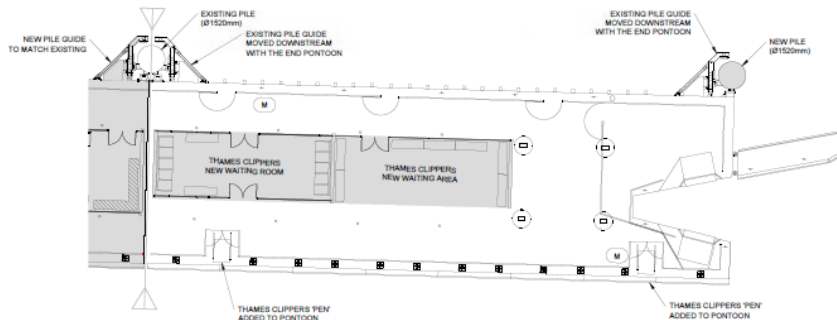 EXISTING PILE
(Ø1520mm)
NEW PILE GUIDE
TO MATCH EXISTING
EXISTING PILE GUIDE
MOVED DOWNSTREAM
WITH THE END PONTOON
EXISTING PILE GUIDE
MOVED DOWNSTREAM
WITH THE END PONTOON
NEW PILE
(Ø1520mm)
M
THAMES CLIPPERS
NEW WAITING ROOM
THAMES CLIPPERS
NEW WAITING AREA
M
THAMES CLIPPERS 'PEN'
ADDED TO PONTOON
THAMES CLIPPERS 'PEN'
ADDED TO PONTOON